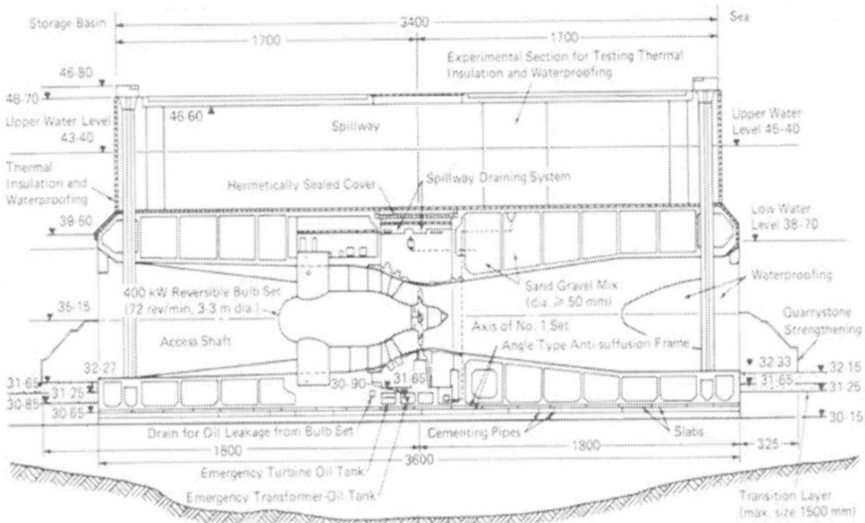 Storage Basin
3400
Sea
1700
1700
46-80
46-70
Experimental Section for Testing Thermal
Insulation and Waterproofing
46-60
Upper Water Level
43-40
Spillway
Upper Water
Level 45-40
Thermal
Insulation and
Waterproofing
Hermetically Sealed Cover
Spillway Draining System
Low Water
Level 38-70
Sand Gravel Mix
(dia. ≥ 50 mm)
Waterproofing
400 kW Reversible Bulb Set
(72 rev/min, 3·3 m dia.)
35-15
Quarrystone
Strengthening
Access Shaft
Axis of No. 1 Set
Angle Type Anti suffusion Frame
32-27
32-33
32-15
31-65
31-25
30-85
30-65
30-90
31-65
31-65
31-25
30-15
Drain for Oil Leakage from Bulb Set
Cementing Pipes
Slabs
1800
1800
325
Emergency Turbine Oil Tank
3600
Emergency Transformer-Oil Tank
Transition Layer
(max. size 1500 mm)